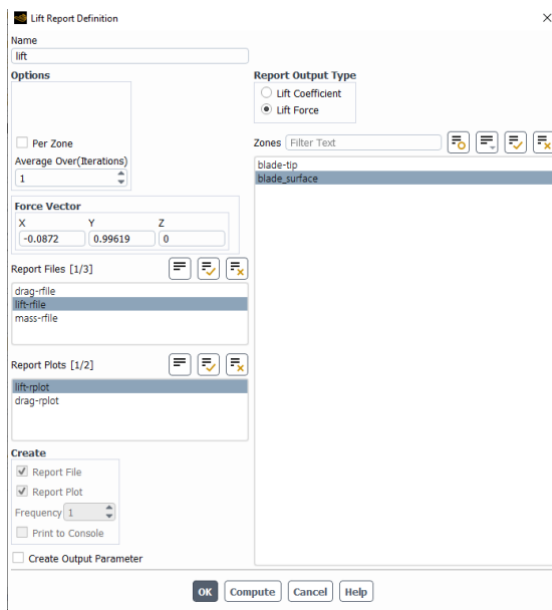 Lift Report Definition
Name
lift
Options
Per Zone
Average Over(Iterations)
1
Force Vector
X Y Z
-0.0872 0.99619 0
Report Files [1/3]
drag-rfile
lift-rfile
mass-rfile
Report Plots [1/2]
lift-rplot
drag-rplot
Create
Report File
Report Plot
Frequency 1
Print to Console
Create Output Parameter
Report Output Type
Lift Coefficient
Lift Force
Zones Filter Text
blade-tip
blade_surface
OK Compute Cancel Help